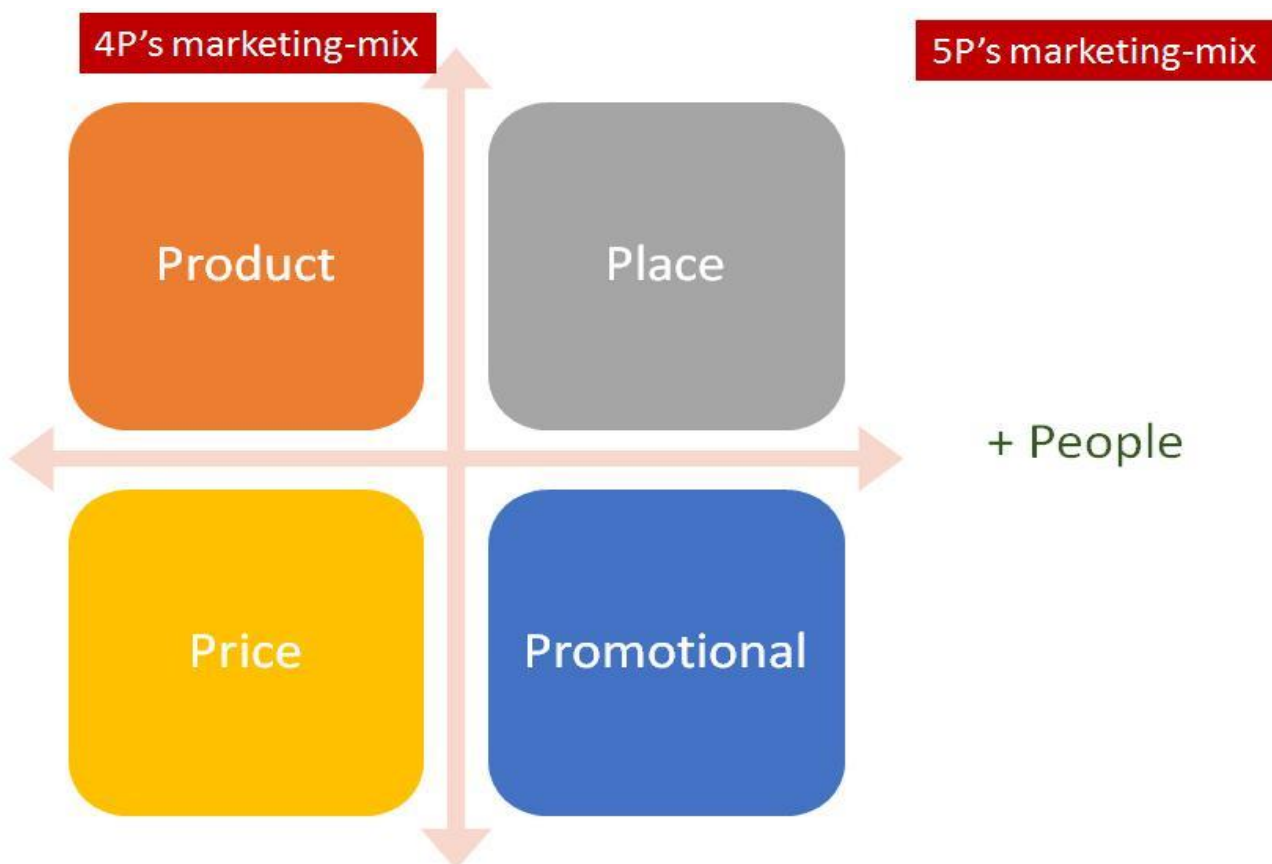 4P's marketing-mix
5P's marketing-mix
Product
Place
+ People
Price
Promotional